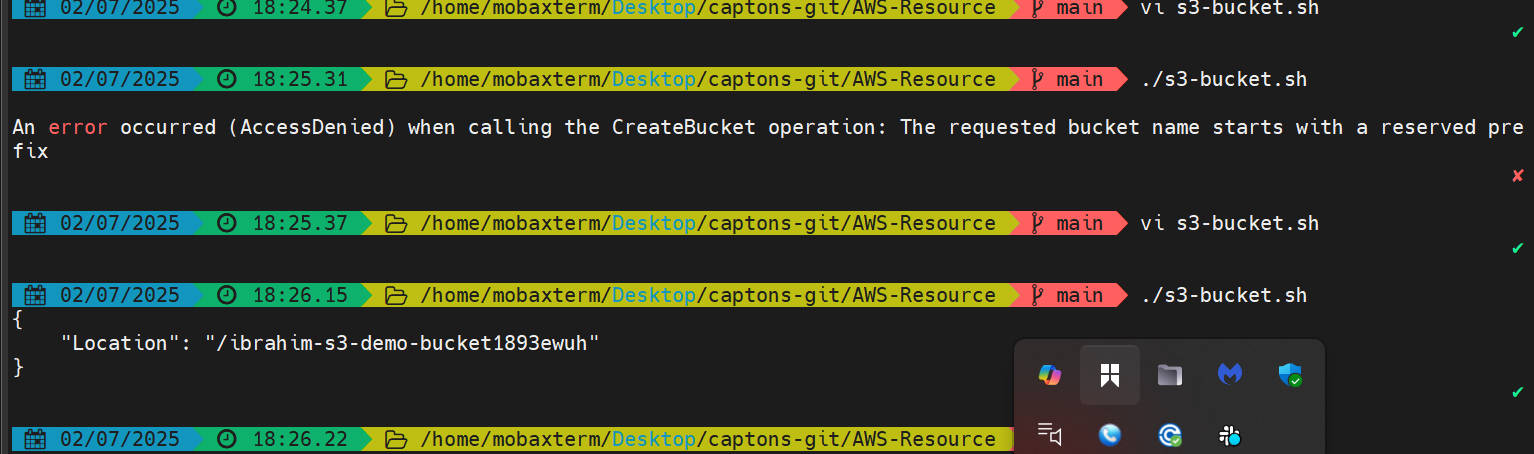 02/07/2025 18:24.37 /home/mobaxterm/Desktop/captons-git/AWS-Resource main vi s3-bucket.sh
02/07/2025 18:25.31 /home/mobaxterm/Desktop/captons-git/AWS-Resource main ./s3-bucket.sh
An error occurred (AccessDenied) when calling the CreateBucket operation: The requested bucket name starts with a reserved pre
fix
02/07/2025 18:25.37 /home/mobaxterm/Desktop/captons-git/AWS-Resource main vi s3-bucket.sh
02/07/2025 18:26.15 /home/mobaxterm/Desktop/captons-git/AWS-Resource main ./s3-bucket.sh
{
"Location": "/ibrahim-s3-demo-bucket1893ewuh"
}
02/07/2025 18:26.22 /home/mobaxterm/Desktop/captons-git/AWS-Resource